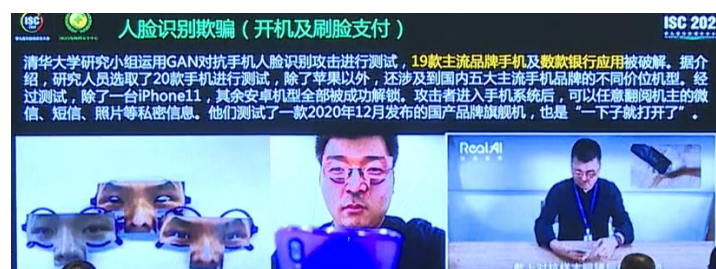 ISC
人脸识别欺骗（开机及刷脸支付）
ISC 202
清华大学研究小组运用GAN对抗手机人脸识别攻击进行测试，19款主流品牌手机及数款银行应用被破解。据介
绍，研究人员选取了20款手机进行测试，除了苹果以外，还涉及到国内五大主流手机品牌的不同价位机型。经
过测试，除了一台iPhone11，其余安卓机型全部被成功解锁。攻击者进入手机系统后，可以任意翻阅机主的微
信、短信、照片等私密信息。他们测试了一款2020年12月发布的国产品牌旗舰机，也是“一下子就打开了”。
RealAI